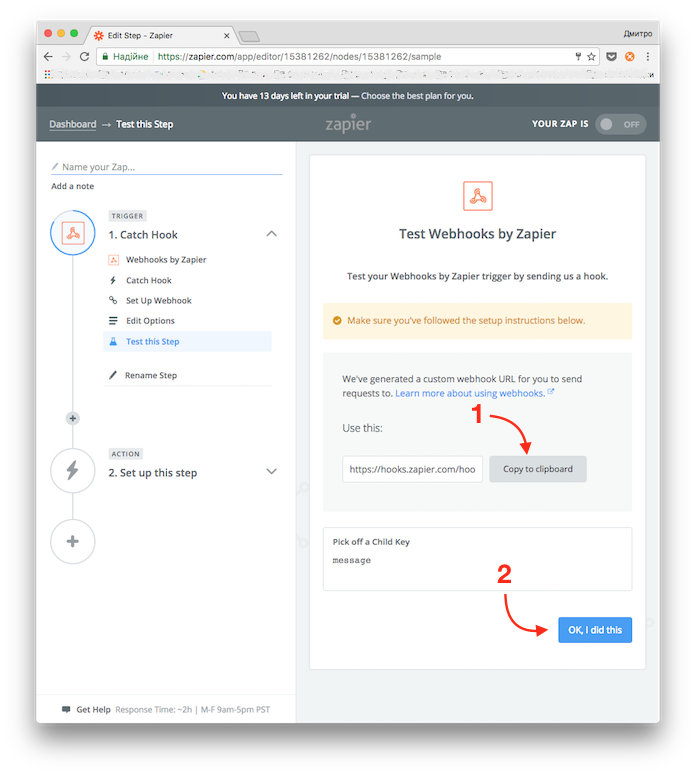 Edit Step - Zapier
Дмитро
Надійне https://zapier.com/app/editor/15381262/nodes/15381262/sample
You have 13 days left in your trial — Choose the best plan for you.
Dashboard → Test this Step
zapier
YOUR ZAP IS OFF
Name your Zap...
Add a note
TRIGGER
1. Catch Hook
Webhooks by Zapier
Catch Hook
Set Up Webhook
Edit Options
Test this Step
Rename Step
ACTION
2. Set up this step
Get Help Response Time: ~2h | M-F 9am-5pm PST
Test Webhooks by Zapier
Test your Webhooks by Zapier trigger by sending us a hook.
Make sure you've followed the setup instructions below.
We've generated a custom webhook URL for you to send
requests to. Learn more about using webhooks.
1
Use this:
https://hooks.zapier.com/hoo Copy to clipboard
Pick off a Child Key
message
2
OK, I did this